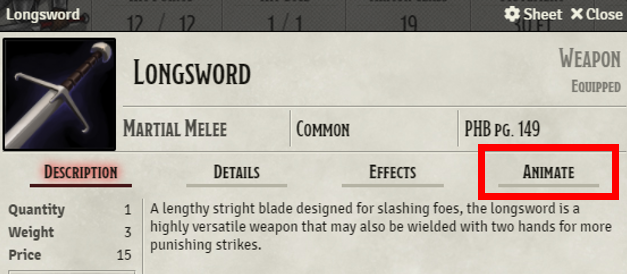 Longsword
Sheet Close
12 / 12 1 / 1 19 30 FT
LONGSWORD
WEAPON
EQUIPPED
MARTIAL MELEE COMMON PHB PG. 149
DESCRIPTION DETAILS EFFECTS ANIMATE
Quantity 1
Weight 3
Price 15
A lengthy stright blade designed for slashing foes, the longsword is a
highly versatile weapon that may also be wielded with two hands for more
punishing strikes.